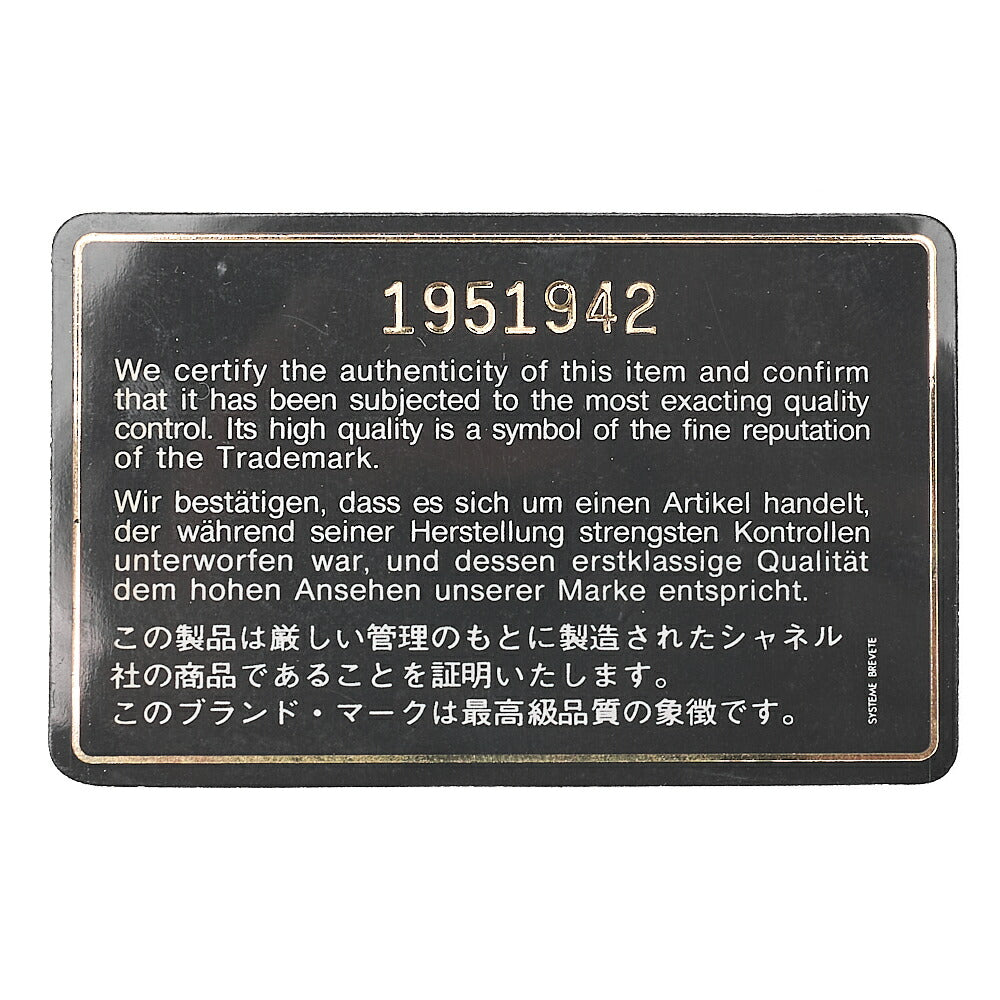 1951942
We certify the authenticity of this item and confirm
that it has been subjected to the most exacting quality
control. Its high quality is a symbol of the fine reputation
of the Trademark.
Wir bestätigen, dass es sich um einen Artikel handelt,
der während seiner Herstellung strengsten Kontrollen
unterworfen war, und dessen erstklassige Qualität
dem hohen Ansehen unserer Marke entspricht.
この製品は厳しい管理のもとに製造されたシャネル
社の商品であることを証明いたします。
このブランド・マークは最高級品質の象徴です。
SYSTEME BREVETE